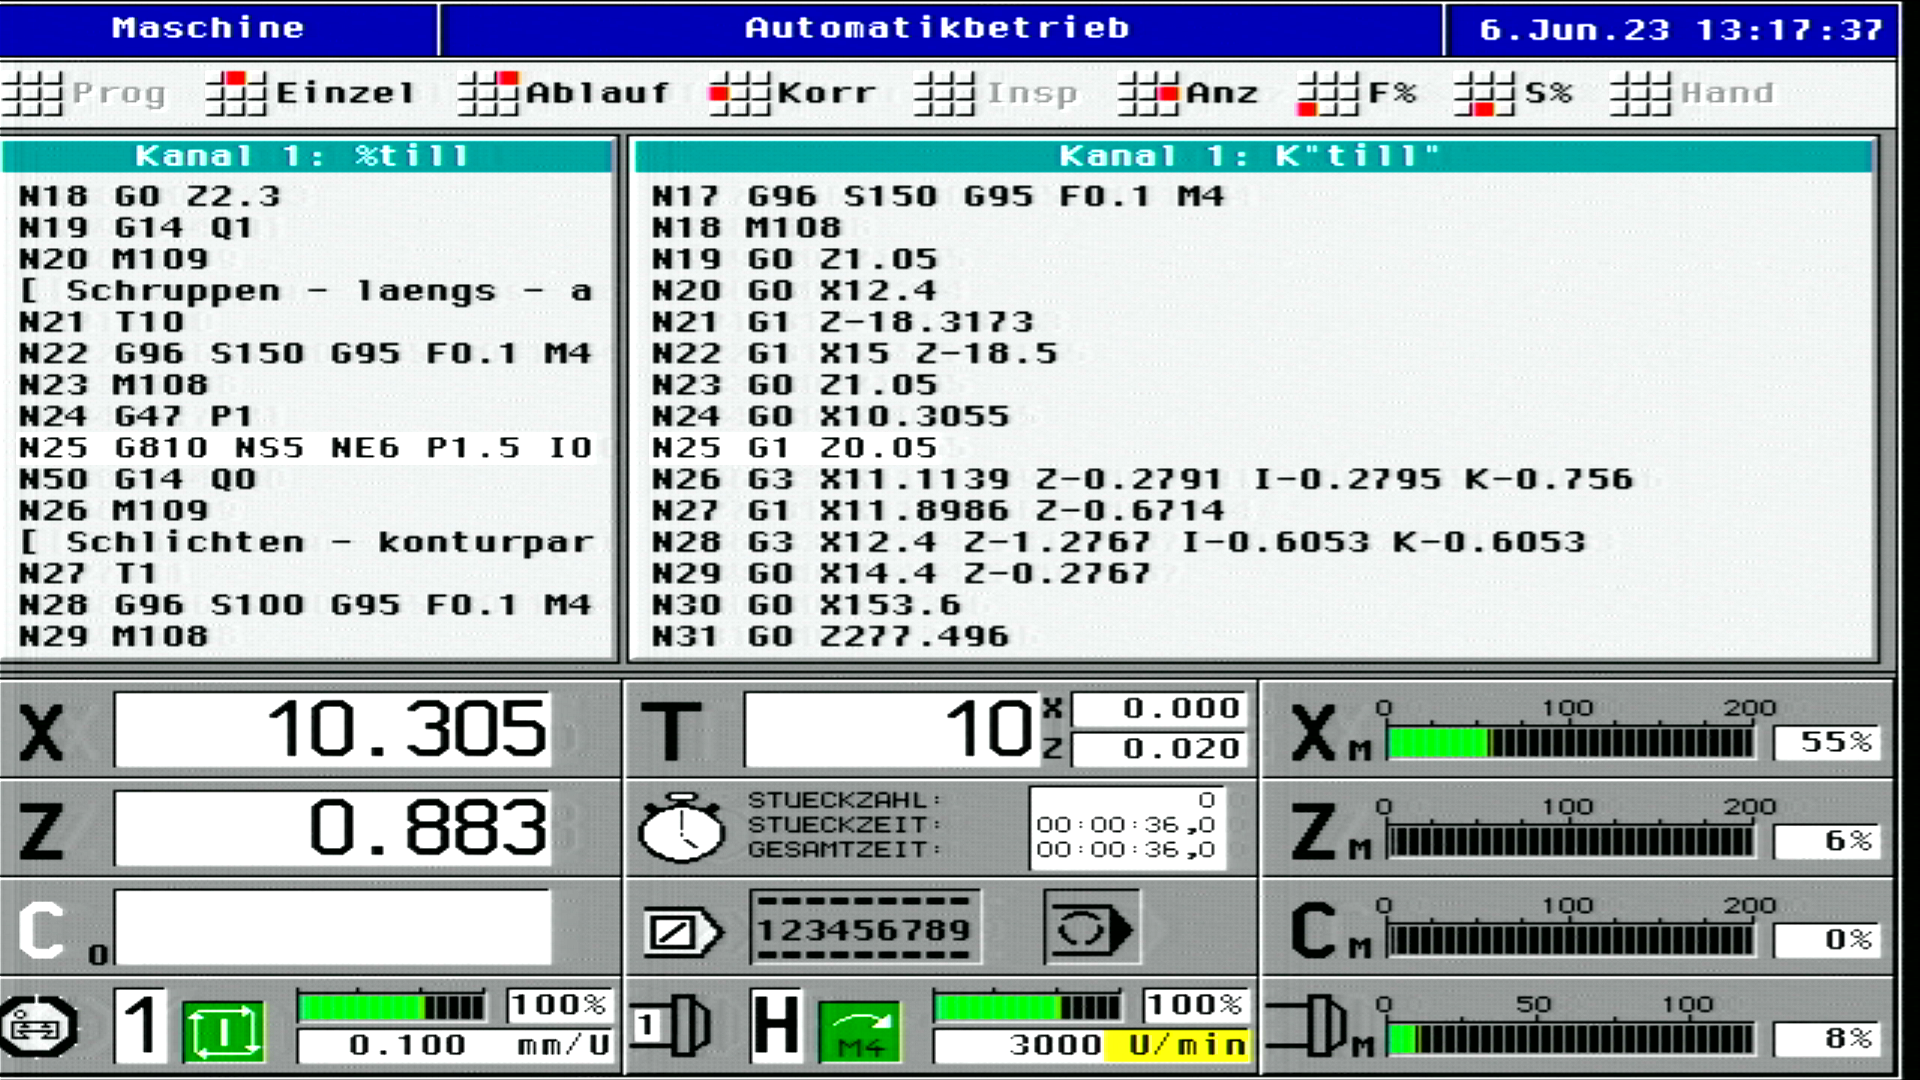 Maschine
Automatikbetrieb
6.Jun.23 13:17:37
Prog
Einzel
Ablauf
Korr
Insp
Anz
F%
S%
Hand
Kanal 1: %till
N18 G0 Z2.3
N19 G14 Q1
N20 M109
[ Schruppen - laengs - a
N21 T10
N22 G96 S150 G95 F0.1 M4
N23 M108
N24 G47 P1
N25 G810 NS5 NE6 P1.5 I0
N50 G14 Q0
N26 M109
[ Schlichten - konturpar
N27 T1
N28 G96 S100 G95 F0.1 M4
N29 M108
Kanal 1: K"till"
N17 G96 S150 G95 F0.1 M4
N18 M108
N19 G0 Z1.05
N20 G0 X12.4
N21 G1 Z-18.3173
N22 G1 X15 Z-18.5
N23 G0 Z1.05
N24 G0 X10.3055
N25 G1 Z0.05
N26 G3 X11.1139 Z-0.2791 I-0.2795 K-0.756
N27 G1 X11.8986 Z-0.6714
N28 G3 X12.4 Z-1.2767 I-0.6053 K-0.6053
N29 G0 X14.4 Z-0.2767
N30 G0 X153.6
N31 G0 Z277.496
X 10.305
T 10
X 0.000
Z 0.020
X M 0 100 200 55%
Z 0.883
STUECKZAHL: 0
STUECKZEIT: 00:00:36,0
GESAMTZEIT: 00:00:36,0
Z M 0 100 200 6%
C 0
123456789
C M 0 100 200 0%
1 100%
0.100 mm/U
1 H M4 100%
3000 U/min
M 0 50 100 8%